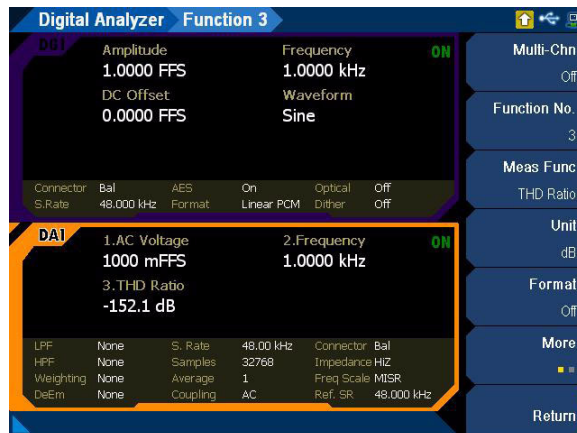 Digital Analyzer Function 3
DGI
Amplitude Frequency ON
1.0000 FFS 1.0000 kHz
DC Offset Waveform
0.0000 FFS Sine
Connector Bal AES On Optical Off
S.Rate 48.000 kHz Format Linear PCM Dither Off
DAI
1.AC Voltage 2.Frequency ON
1000 mFFS 1.0000 kHz
3.THD Ratio
-152.1 dB
LPF None S. Rate 48.00 kHz Connector Bal
HPF None Samples 32768 Impedance HiZ
Weighting None Average 1 Freq Scale MISR
DeEm None Coupling AC Ref. SR 48.000 kHz
Multi-Chn
Off
Function No.
3
Meas Func
THD Ratio
Unit
dB
Format
Off
More
Return